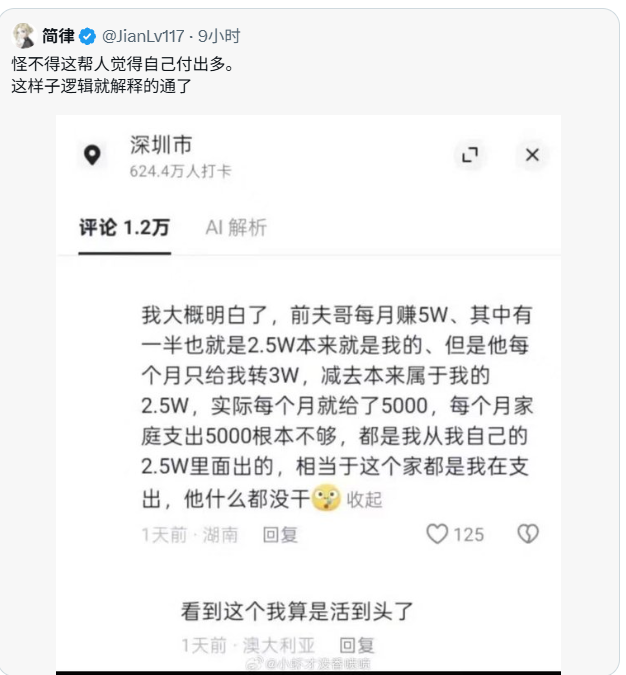 简律 @JianLv117 · 9小时
怪不得这帮人觉得自己付出多。
这样子逻辑就解释的通了
深圳市
624.4万人打卡
评论 1.2万 AI 解析
我大概明白了，前夫哥每月赚5W、其中有
一半也就是2.5W本来就是我的、但是他每
个月只给我转3W，减去本来属于我的
2.5W，实际每个月就给了5000，每个月家
庭支出5000根本不够，都是我从我自己的
2.5W里面出的，相当于这个家都是我在支
出，他什么都没干🫨 收起
1天前 · 湖南 回复 125
看到这个我算是活到头了
1天前 · 澳大利亚 回复